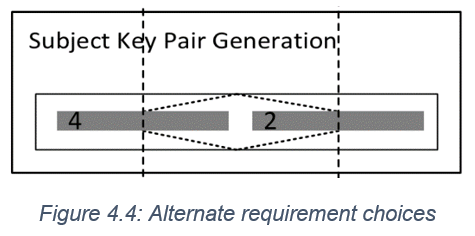 Subject Key Pair Generation
4 2
Figure 4.4: Alternate requirement choices